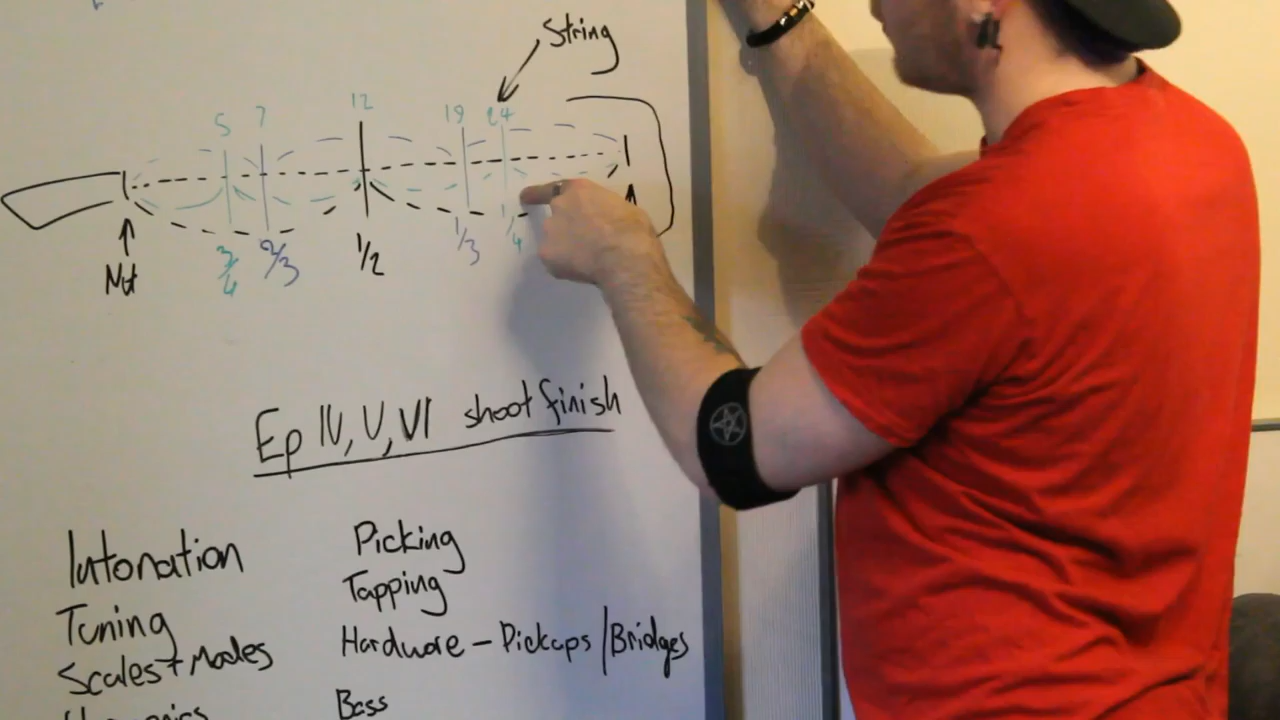 String
5 7 12 19 24
3/4 2/3 1/2 1/3 1/4
Nut
Ep IV, V, VI shoot finish
Intonation
Tuning
Scales + Modes
Harmonics
Picking
Tapping
Hardware - Pickups / Bridges
Bass